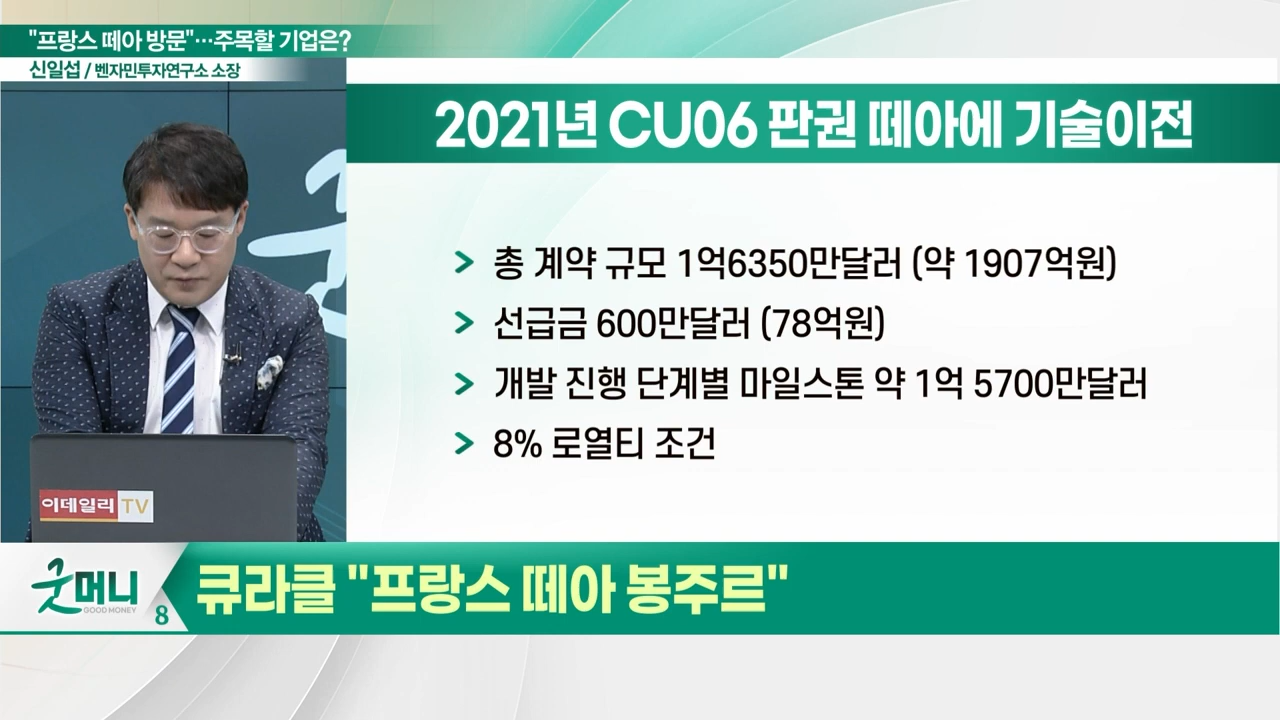 "프랑스 떼아 방문"…주목할 기업은?
신일섭 / 벤자민투자연구소 소장
2021년 CU06 판권 떼아에 기술이전
> 총 계약 규모 1억6350만달러 (약 1907억원)
> 선급금 600만달러 (78억원)
> 개발 진행 단계별 마일스톤 약 1억 5700만달러
> 8% 로열티 조건
이데일리 TV
굿머니
GOOD MONEY
8
큐라클 "프랑스 떼아 봉주르"